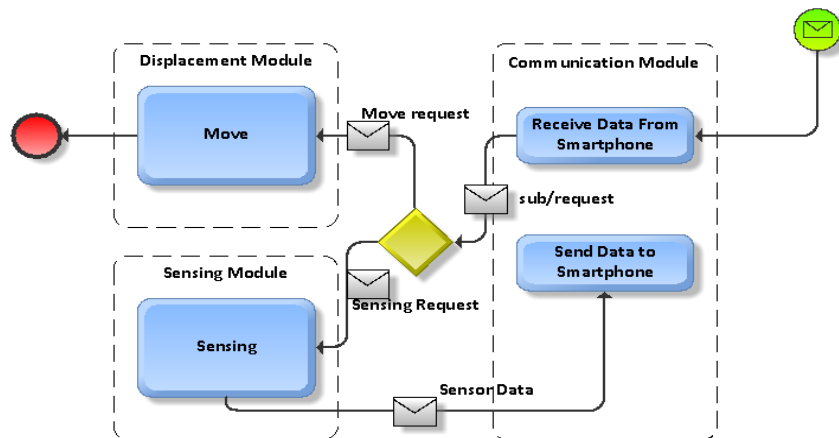 Displacement Module
Move
Move request
Communication Module
Receive Data From
Smartphone
sub/request
Send Data to
Smartphone
Sensing Module
Sensing
Sensing Request
Sensor Data